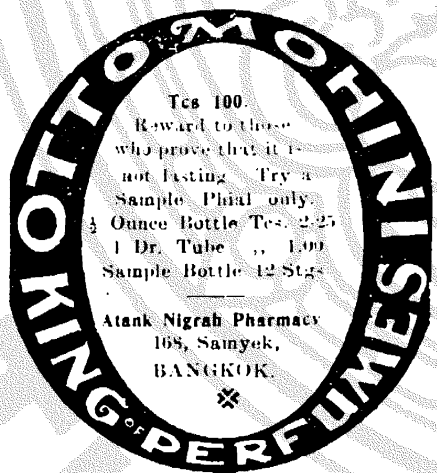 OTTO MOHINI
KING OF PERFUMES
Tcs 100.
Reward to those
who prove that it is
not lasting Try a
Sample Phial only.
½ Ounce Bottle Tcs. 2.25
1 Dr. Tube ,, 1.00
Sample Bottle 12 Stgs
Atank Nigrah Pharmacy
168, Samyek,
BANGKOK.